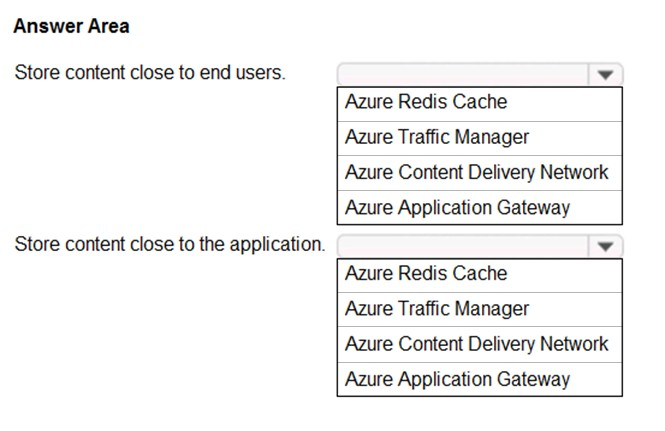 Answer Area
Store content close to end users.
Azure Redis Cache
Azure Traffic Manager
Azure Content Delivery Network
Azure Application Gateway
Store content close to the application.
Azure Redis Cache
Azure Traffic Manager
Azure Content Delivery Network
Azure Application Gateway